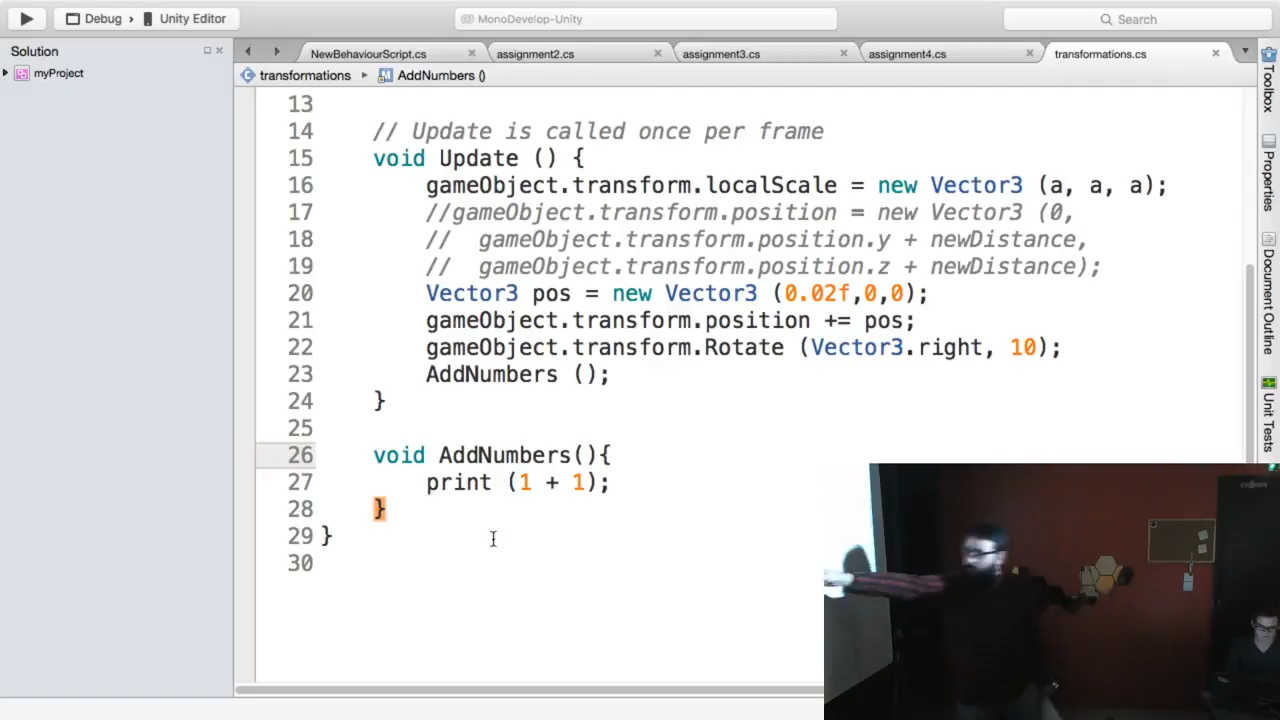 Debug › Unity Editor
MonoDevelop-Unity
Search
Solution
myProject
NewBehaviourScript.cs
assignment2.cs
assignment3.cs
assignment4.cs
transformations.cs
transformations
AddNumbers ()
13
14 // Update is called once per frame
15 void Update () {
16 gameObject.transform.localScale = new Vector3 (a, a, a);
17 //gameObject.transform.position = new Vector3 (0,
18 // gameObject.transform.position.y + newDistance,
19 // gameObject.transform.position.z + newDistance);
20 Vector3 pos = new Vector3 (0.02f,0,0);
21 gameObject.transform.position += pos;
22 gameObject.transform.Rotate (Vector3.right, 10);
23 AddNumbers ();
24 }
25
26 void AddNumbers(){
27 print (1 + 1);
28 }
29 }
30
Toolbox
Properties
Document Outline
Unit Tests